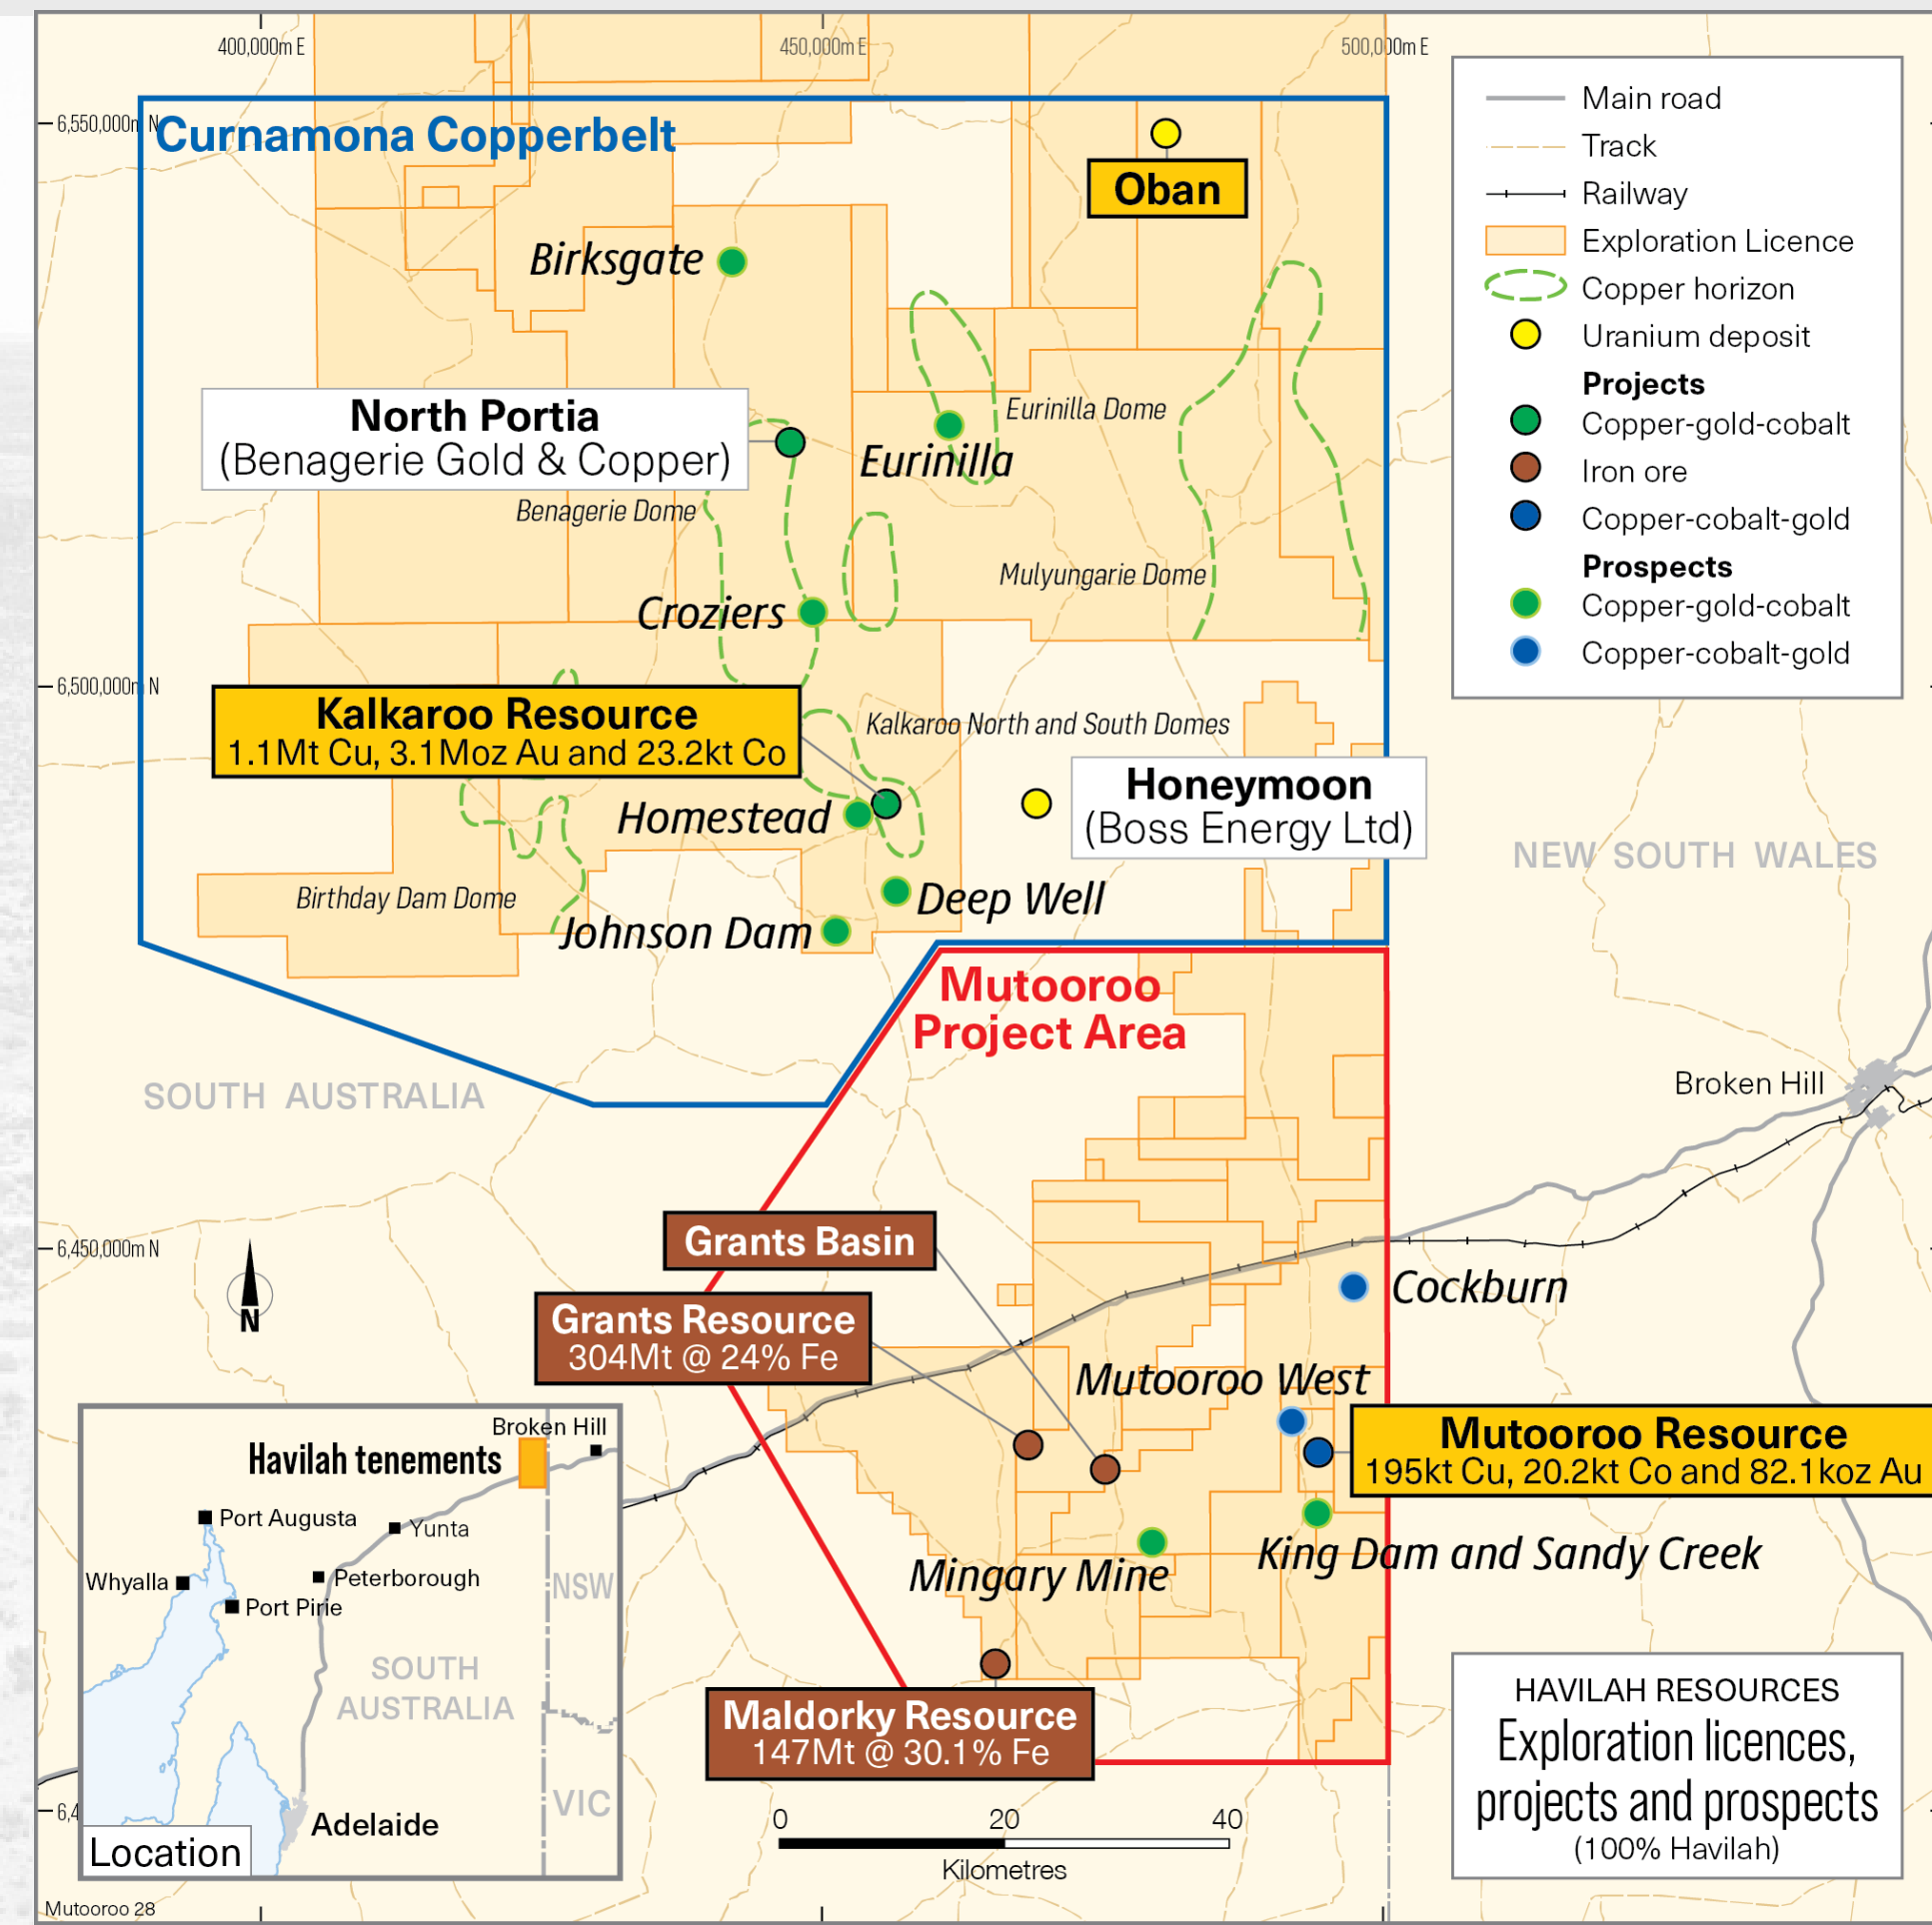 400,000m E
450,000m E
500,000m E
6,550,000m N
Curnamona Copperbelt
Oban
Birksgate
North Portia
(Benagerie Gold & Copper)
Eurinilla Dome
Eurinilla
Benagerie Dome
Mulyungarie Dome
Croziers
6,500,000m N
Kalkaroo Resource
1.1Mt Cu, 3.1Moz Au and 23.2kt Co
Kalkaroo North and South Domes
Homestead
Honeymoon
(Boss Energy Ltd)
Birthday Dam Dome
Deep Well
Johnson Dam
Main road
Track
Railway
Exploration Licence
Copper horizon
Uranium deposit
Projects
Copper-gold-cobalt
Iron ore
Copper-cobalt-gold
Prospects
Copper-gold-cobalt
Copper-cobalt-gold
NEW SOUTH WALES
Mutooroo
Project Area
SOUTH AUSTRALIA
Broken Hill
6,450,000m N
N
Grants Basin
Grants Resource
304Mt @ 24% Fe
Cockburn
Mutooroo West
Mutooroo Resource
195kt Cu, 20.2kt Co and 82.1koz Au
King Dam and Sandy Creek
Mingary Mine
Maldorky Resource
147Mt @ 30.1% Fe
Broken Hill
Havilah tenements
Port Augusta
Yunta
Whyalla
Peterborough
Port Pirie
NSW
SOUTH
AUSTRALIA
VIC
Adelaide
Location
6,4
0 20 40
Kilometres
HAVILAH RESOURCES
Exploration licences,
projects and prospects
(100% Havilah)
Mutooroo 28